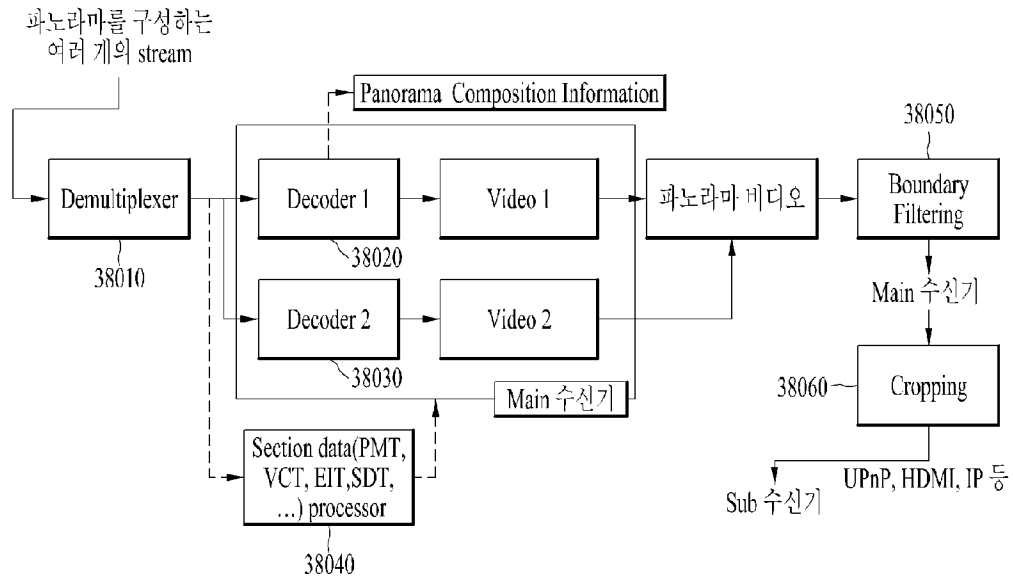 파노라마를 구성하는
여러 개의 stream
Panorama Composition Information
38050
Demultiplexer
Decoder 1
Video 1
파노라마 비디오
Boundary
Filtering
38010
38020
Main 수신기
Decoder 2
Video 2
38030
38060
Cropping
Main 수신기
Section data(PMT,
VCT, EIT,SDT,
...) processor
UPnP, HDMI, IP 등
Sub 수신기
38040